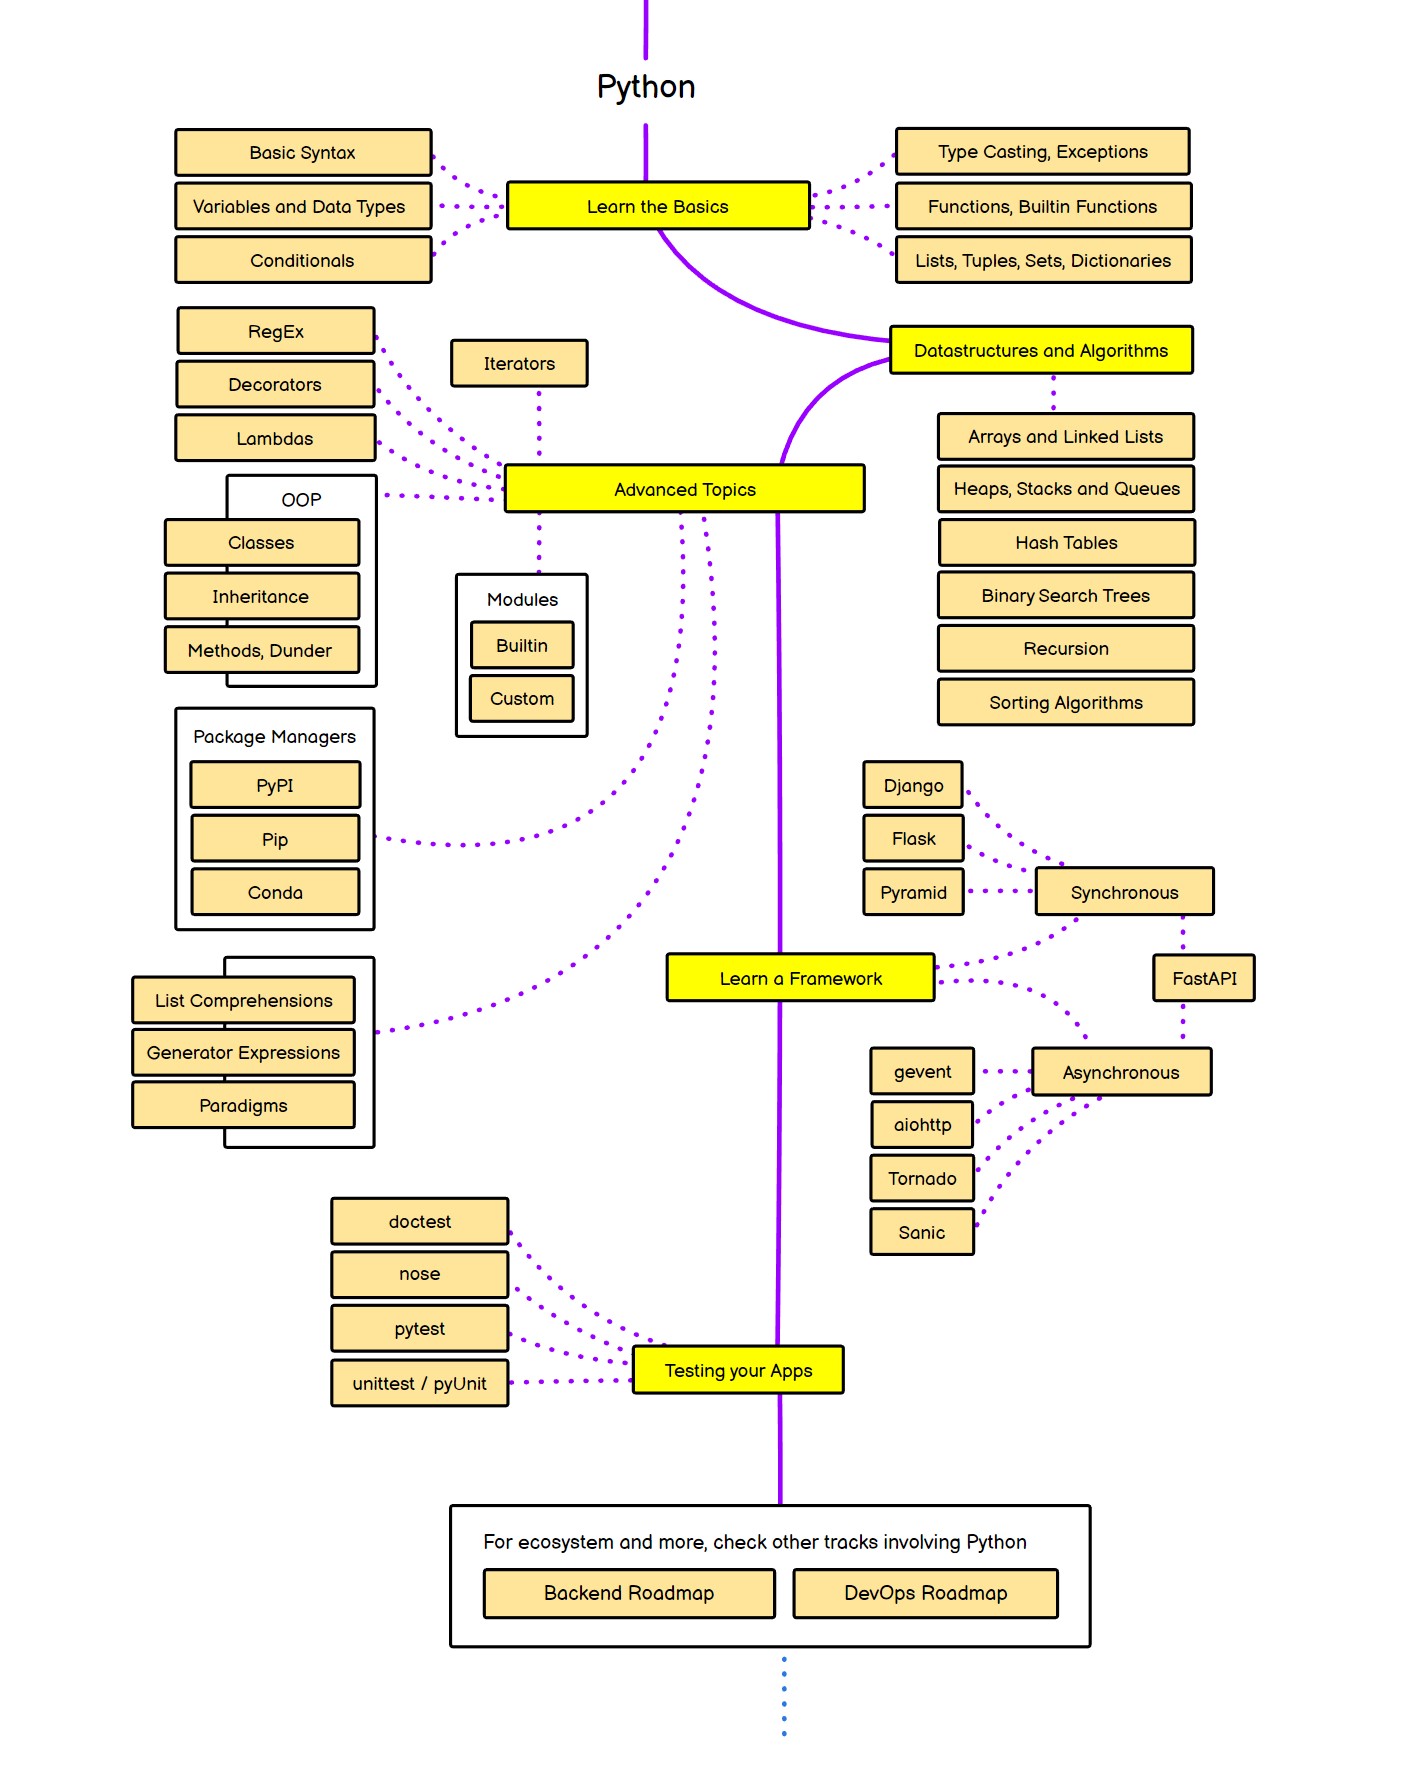 Python
Basic Syntax
Variables and Data Types
Conditionals
Learn the Basics
Type Casting, Exceptions
Functions, Builtin Functions
Lists, Tuples, Sets, Dictionaries
Datastructures and Algorithms
Arrays and Linked Lists
Heaps, Stacks and Queues
Hash Tables
Binary Search Trees
Recursion
Sorting Algorithms
RegEx
Decorators
Lambdas
Iterators
Advanced Topics
OOP
Classes
Inheritance
Methods, Dunder
Modules
Builtin
Custom
Package Managers
PyPI
Pip
Conda
List Comprehensions
Generator Expressions
Paradigms
Django
Flask
Pyramid
Synchronous
Learn a Framework
FastAPI
Asynchronous
gevent
aiohttp
Tornado
Sanic
doctest
nose
pytest
unittest / pyUnit
Testing your Apps
For ecosystem and more, check other tracks involving Python
Backend Roadmap
DevOps Roadmap